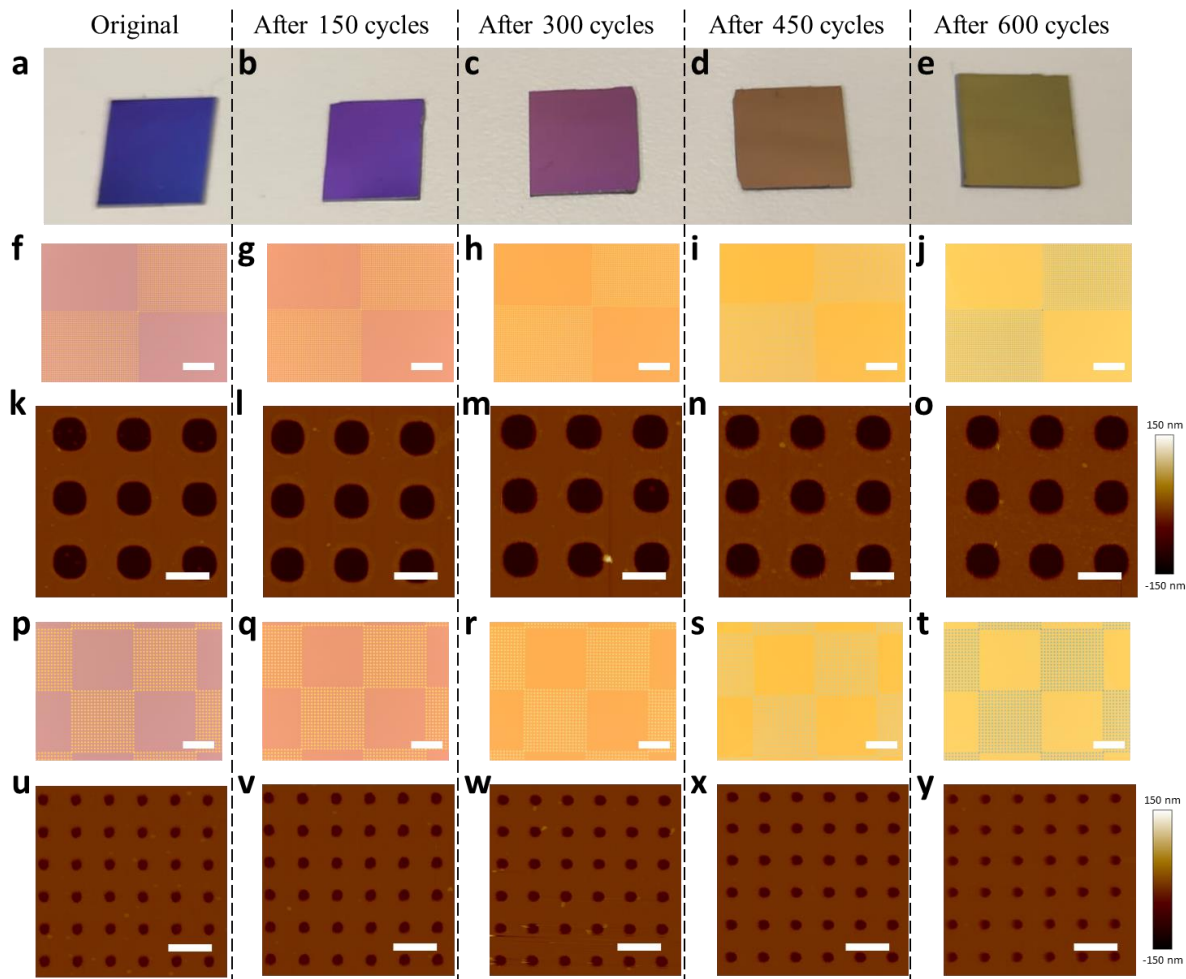 Original After 150 cycles After 300 cycles After 450 cycles After 600 cycles
a b c d e
f g h i j
k l m n o
150 nm
-150 nm
p q r s t
u v w x y
150 nm
-150 nm